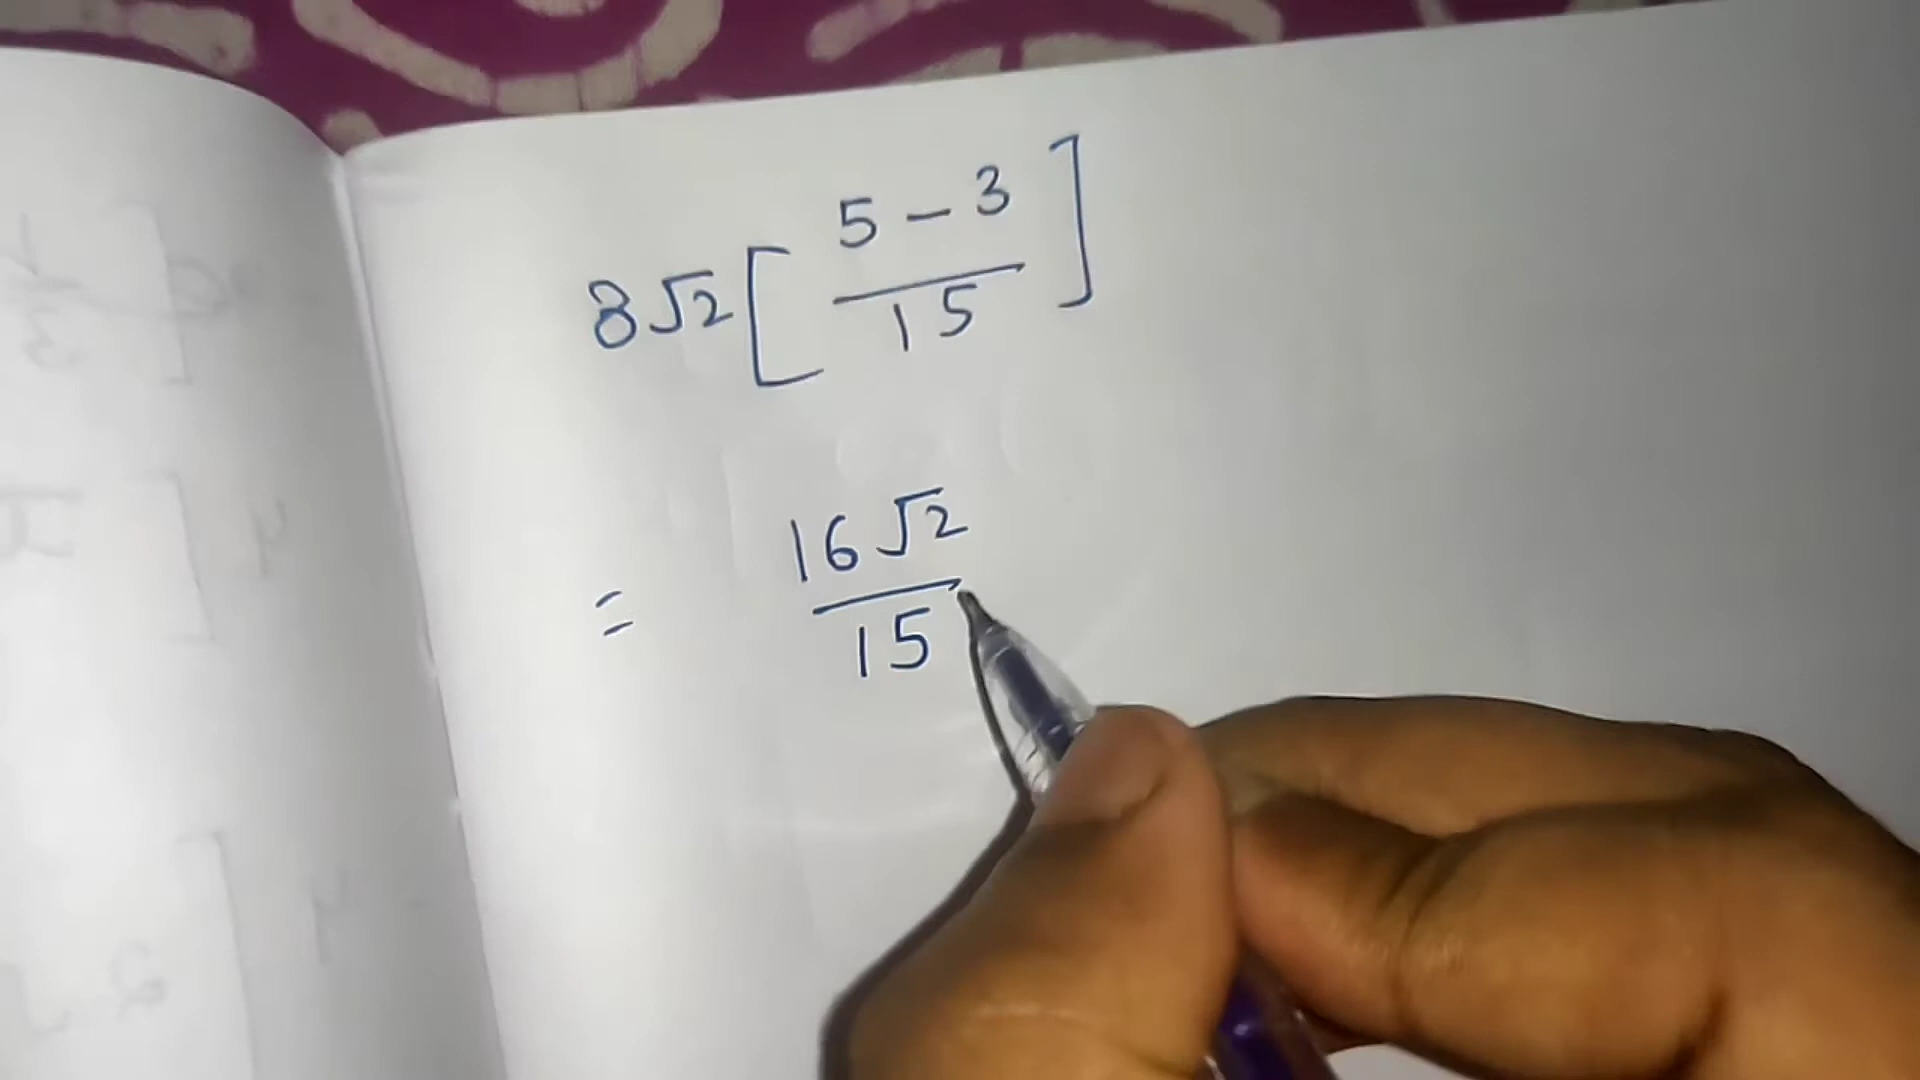 8√2 [ (5 - 3) / 15 ]
= 16√2 / 15